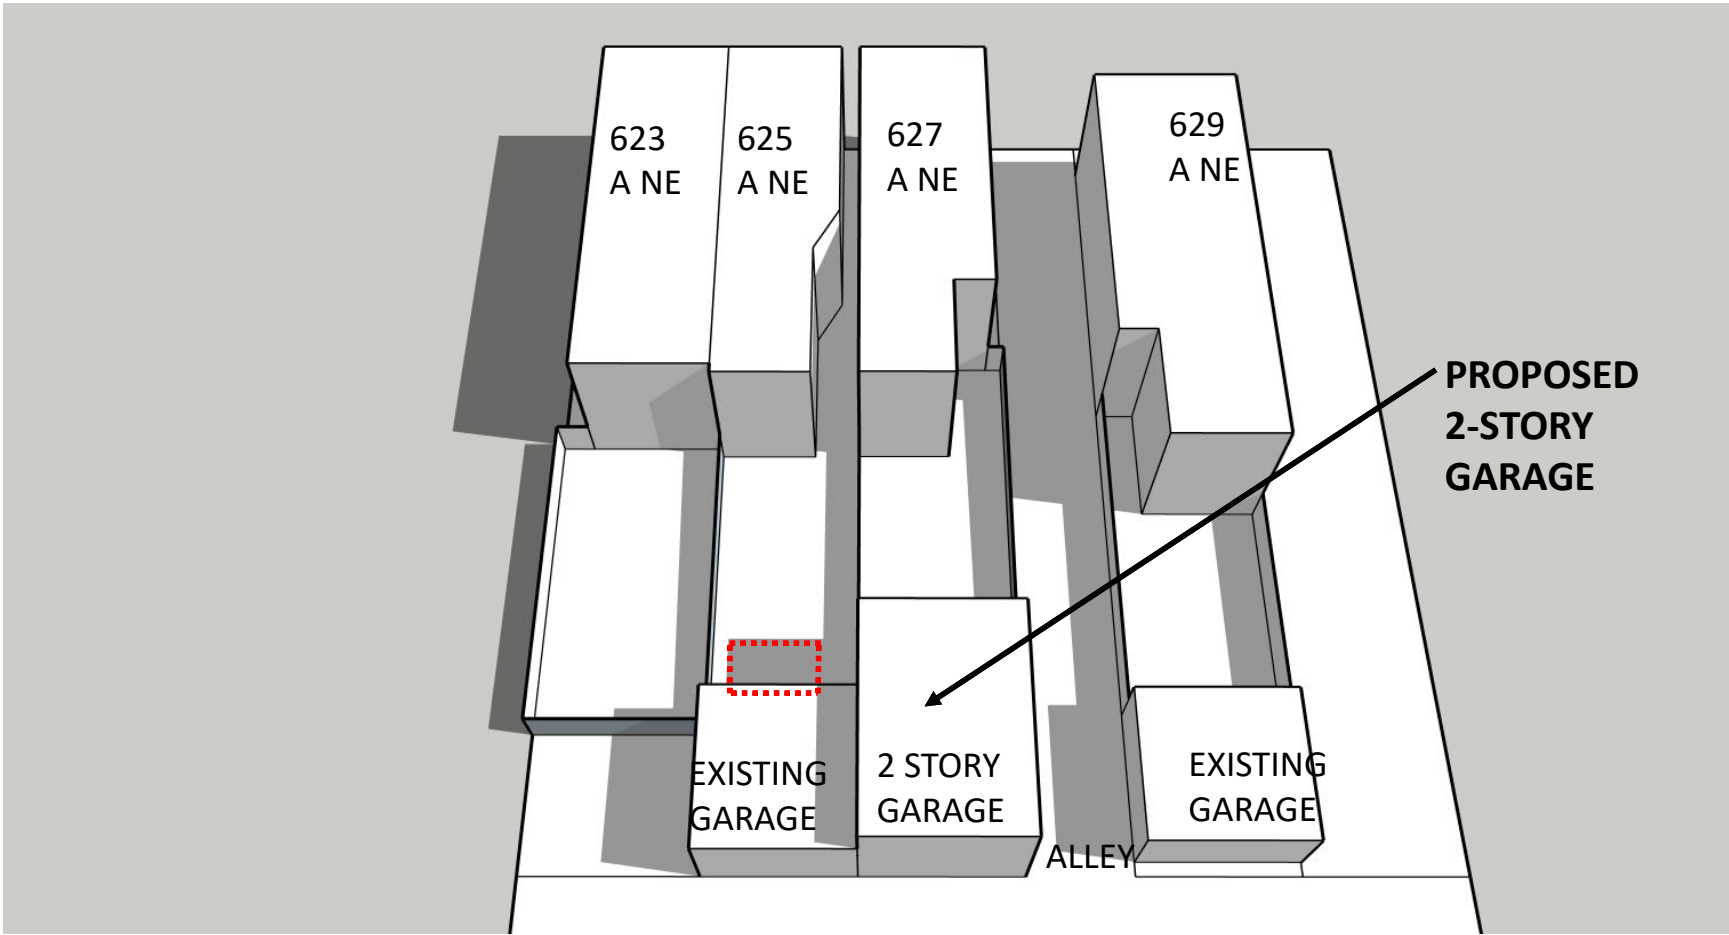 623
A NE
625
A NE
627
A NE
629
A NE
PROPOSED
2-STORY
GARAGE
EXISTING
GARAGE
2 STORY
GARAGE
EXISTING
GARAGE
ALLEY